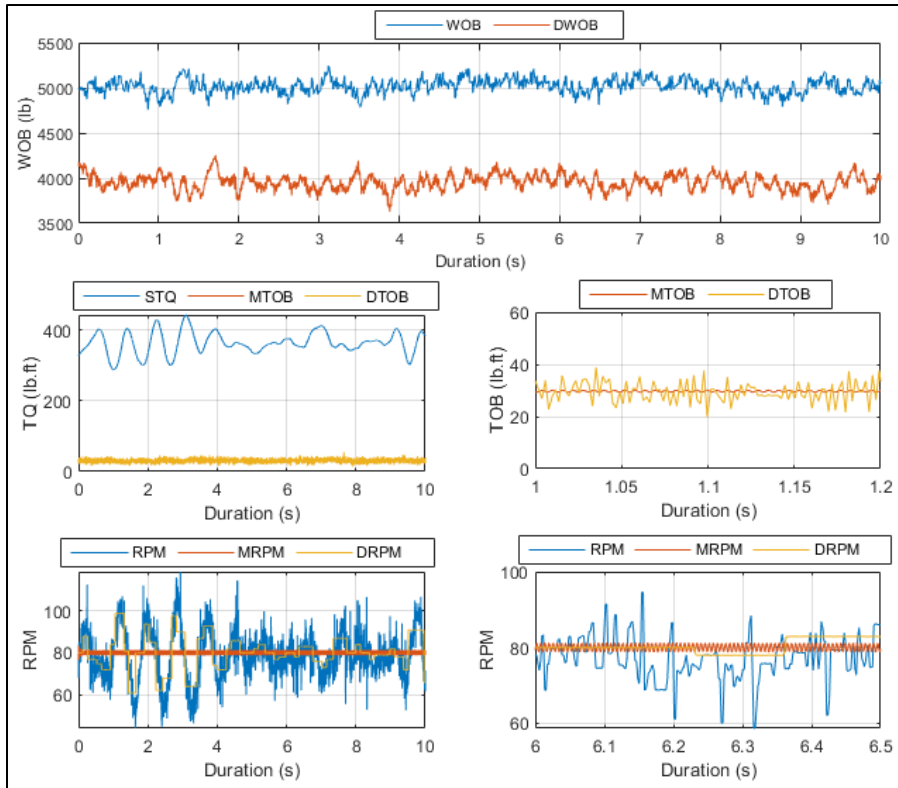 WOB DWOB
5500
5000
4500
4000
3500
WOB (lb)
0 1 2 3 4 5 6 7 8 9 10
Duration (s)
STQ MTOB DTOB
400
200
0
TQ (lb.ft)
0 2 4 6 8 10
Duration (s)
MTOB DTOB
60
40
20
0
TOB (lb.ft)
1 1.05 1.1 1.15 1.2
Duration (s)
RPM MRPM DRPM
100
80
60
RPM
0 2 4 6 8 10
Duration (s)
RPM MRPM DRPM
100
80
60
RPM
6 6.1 6.2 6.3 6.4 6.5
Duration (s)